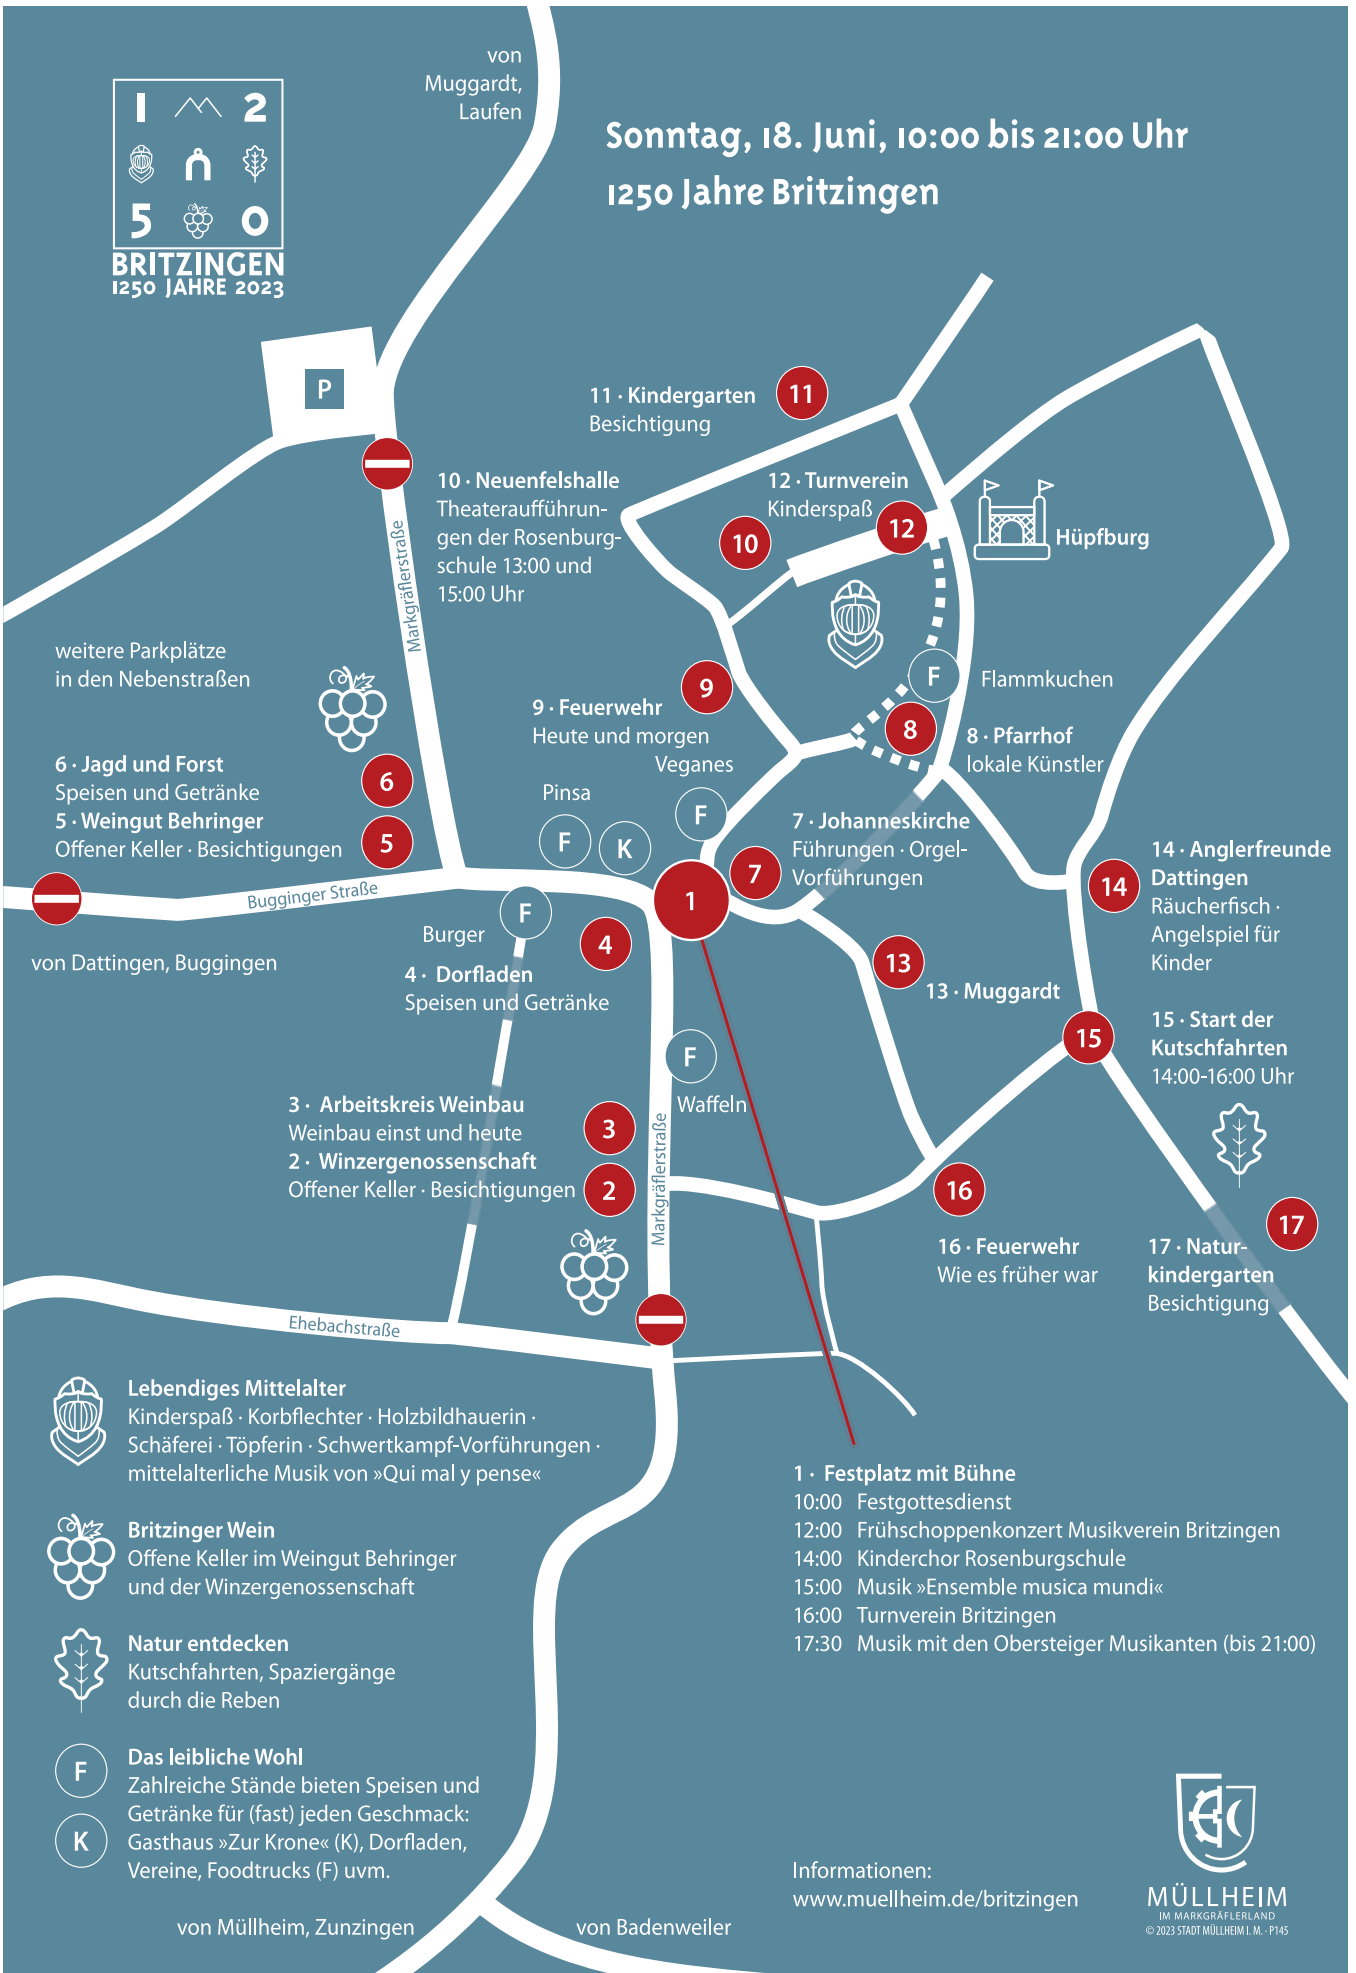 von
Muggardt,
Laufen
1 2
5 0
BRITZINGEN
1250 JAHRE 2023
Sonntag, 18. Juni, 10:00 bis 21:00 Uhr
1250 Jahre Britzingen
P
11 · Kindergarten
Besichtigung
11
10 · Neuenfelshalle
Theateraufführun-
gen der Rosenburg-
schule 13:00 und
15:00 Uhr
10
12 · Turnverein
Kinderspaß
12
Hüpfburg
Markgräflerstraße
weitere Parkplätze
in den Nebenstraßen
9
9 · Feuerwehr
Heute und morgen
Veganes
F
F
Flammkuchen
8
8 · Pfarrhof
lokale Künstler
6 · Jagd und Forst
Speisen und Getränke
6
5 · Weingut Behringer
Offener Keller · Besichtigungen
5
Pinsa
F
K
7
7 · Johanneskirche
Führungen · Orgel-
Vorführungen
14
14 · Anglerfreunde
Dattingen
Räucherfisch ·
Angelspiel für
Kinder
1
Bugginger Straße
von Dattingen, Buggingen
F
Burger
4
4 · Dorfladen
Speisen und Getränke
13
13 · Muggardt
15
15 · Start der
Kutschfahrten
14:00-16:00 Uhr
F
Waffeln
3 · Arbeitskreis Weinbau
Weinbau einst und heute
3
2 · Winzergenossenschaft
Offener Keller · Besichtigungen
2
Markgräflerstraße
16
16 · Feuerwehr
Wie es früher war
17
17 · Natur-
kindergarten
Besichtigung
Ehebachstraße
Lebendiges Mittelalter
Kinderspaß · Korbflechter · Holzbildhauerin ·
Schäferei · Töpferin · Schwertkampf-Vorführungen ·
mittelalterliche Musik von »Qui mal y pense«
Britzinger Wein
Offene Keller im Weingut Behringer
und der Winzergenossenschaft
Natur entdecken
Kutschfahrten, Spaziergänge
durch die Reben
F
K
Das leibliche Wohl
Zahlreiche Stände bieten Speisen und
Getränke für (fast) jeden Geschmack:
Gasthaus »Zur Krone« (K), Dorfladen,
Vereine, Foodtrucks (F) uvm.
1 · Festplatz mit Bühne
10:00 Festgottesdienst
12:00 Frühschoppenkonzert Musikverein Britzingen
14:00 Kinderchor Rosenburgschule
15:00 Musik »Ensemble musica mundi«
16:00 Turnverein Britzingen
17:30 Musik mit den Obersteiger Musikanten (bis 21:00)
von Müllheim, Zunzingen
von Badenweiler
Informationen:
www.muellheim.de/britzingen
MÜLLHEIM
IM MARKGRÄFLERLAND
© 2023 STADT MÜLLHEIM I. M. - P145